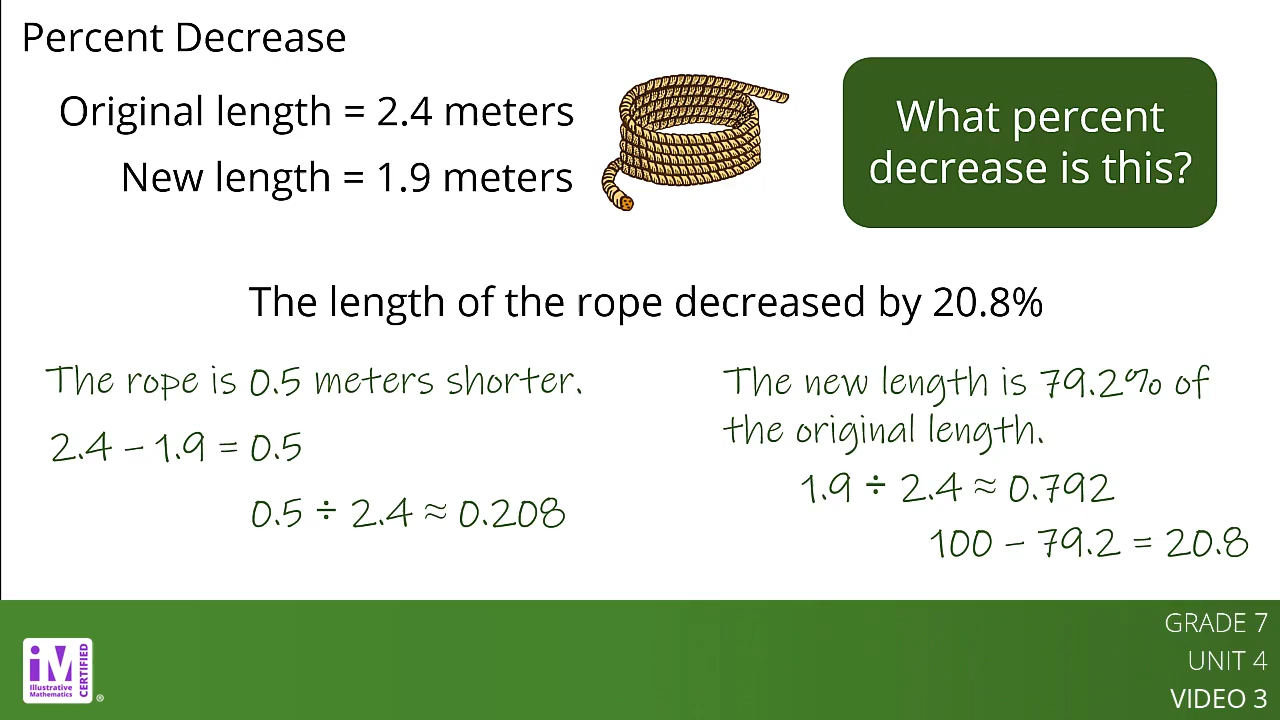 Percent Decrease
Original length = 2.4 meters
New length = 1.9 meters
What percent
decrease is this?
The length of the rope decreased by 20.8%
The rope is 0.5 meters shorter.
2.4 – 1.9 = 0.5
0.5 ÷ 2.4 ≈ 0.208
The new length is 79.2% of
the original length.
1.9 ÷ 2.4 ≈ 0.792
100 – 79.2 = 20.8
GRADE 7
UNIT 4
VIDEO 3
iM
Illustrative
Mathematics
CERTIFIED
®